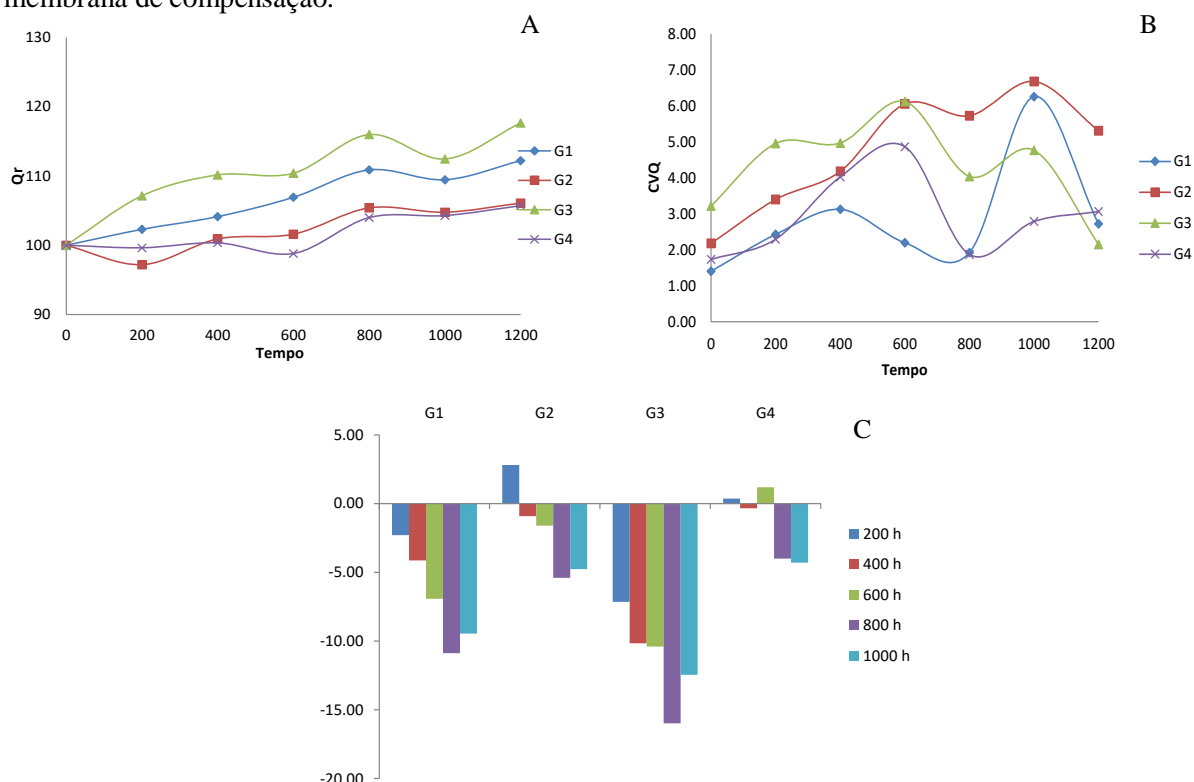 membrana de compensação.
A
130
120
110
100
90
Qr
0 200 400 600 800 1000 1200
Tempo
G1
G2
G3
G4
B
8.00
7.00
6.00
5.00
4.00
3.00
2.00
1.00
0.00
CVQ
0 200 400 600 800 1000 1200
Tempo
G1
G2
G3
G4
C
G1 G2 G3 G4
5.00
0.00
-5.00
-10.00
-15.00
-20.00
200 h
400 h
600 h
800 h
1000 h